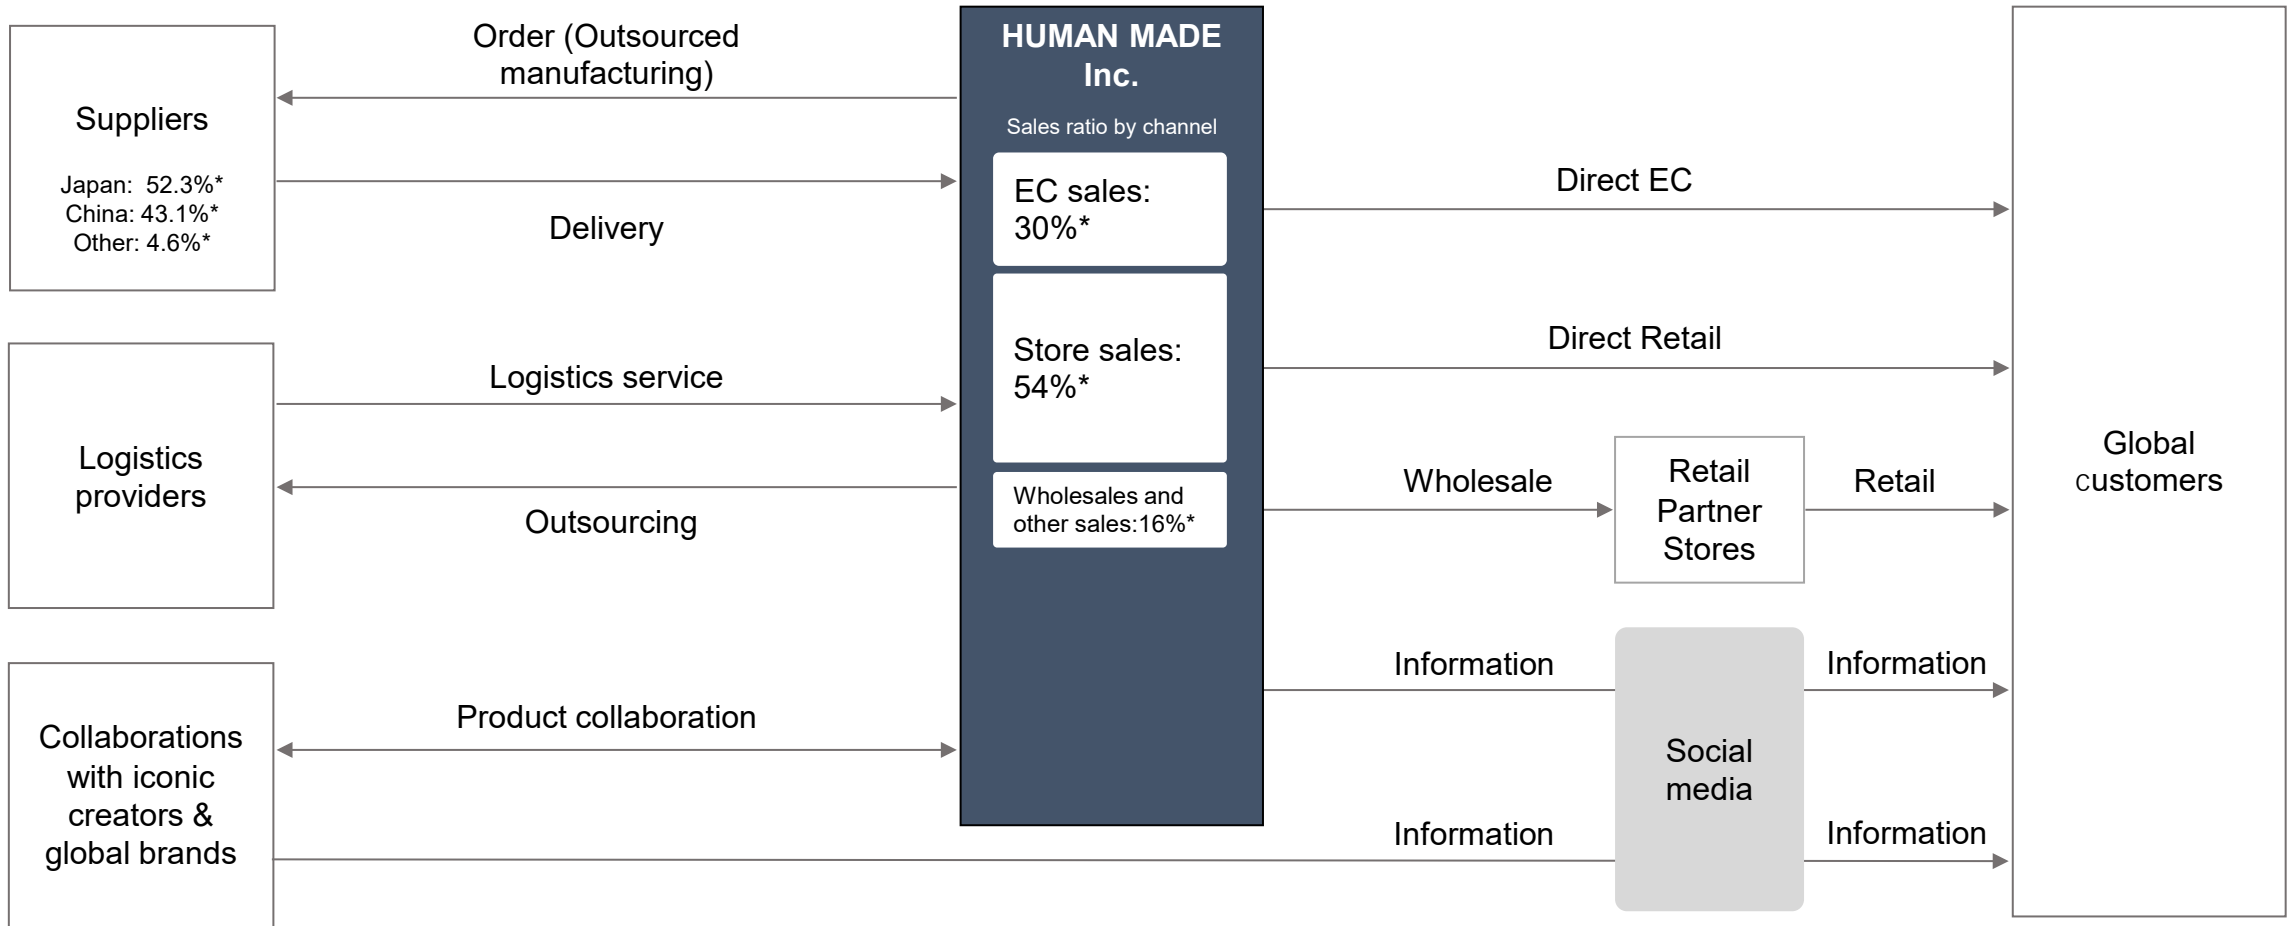 Order (Outsourced
manufacturing)
Suppliers
Japan:  52.3%*
China: 43.1%*
Other: 4.6%*
Delivery
Logistics
providers
Logistics service
Outsourcing
Collaborations
with iconic
creators &
global brands
Product collaboration
HUMAN MADE
Inc.
Sales ratio by channel
EC sales:
30%*
Store sales:
54%*
Wholesales and
other sales:16%*
Direct EC
Direct Retail
Wholesale
Retail
Partner
Stores
Retail
Information
Information
Social
media
Information
Information
Global
customers